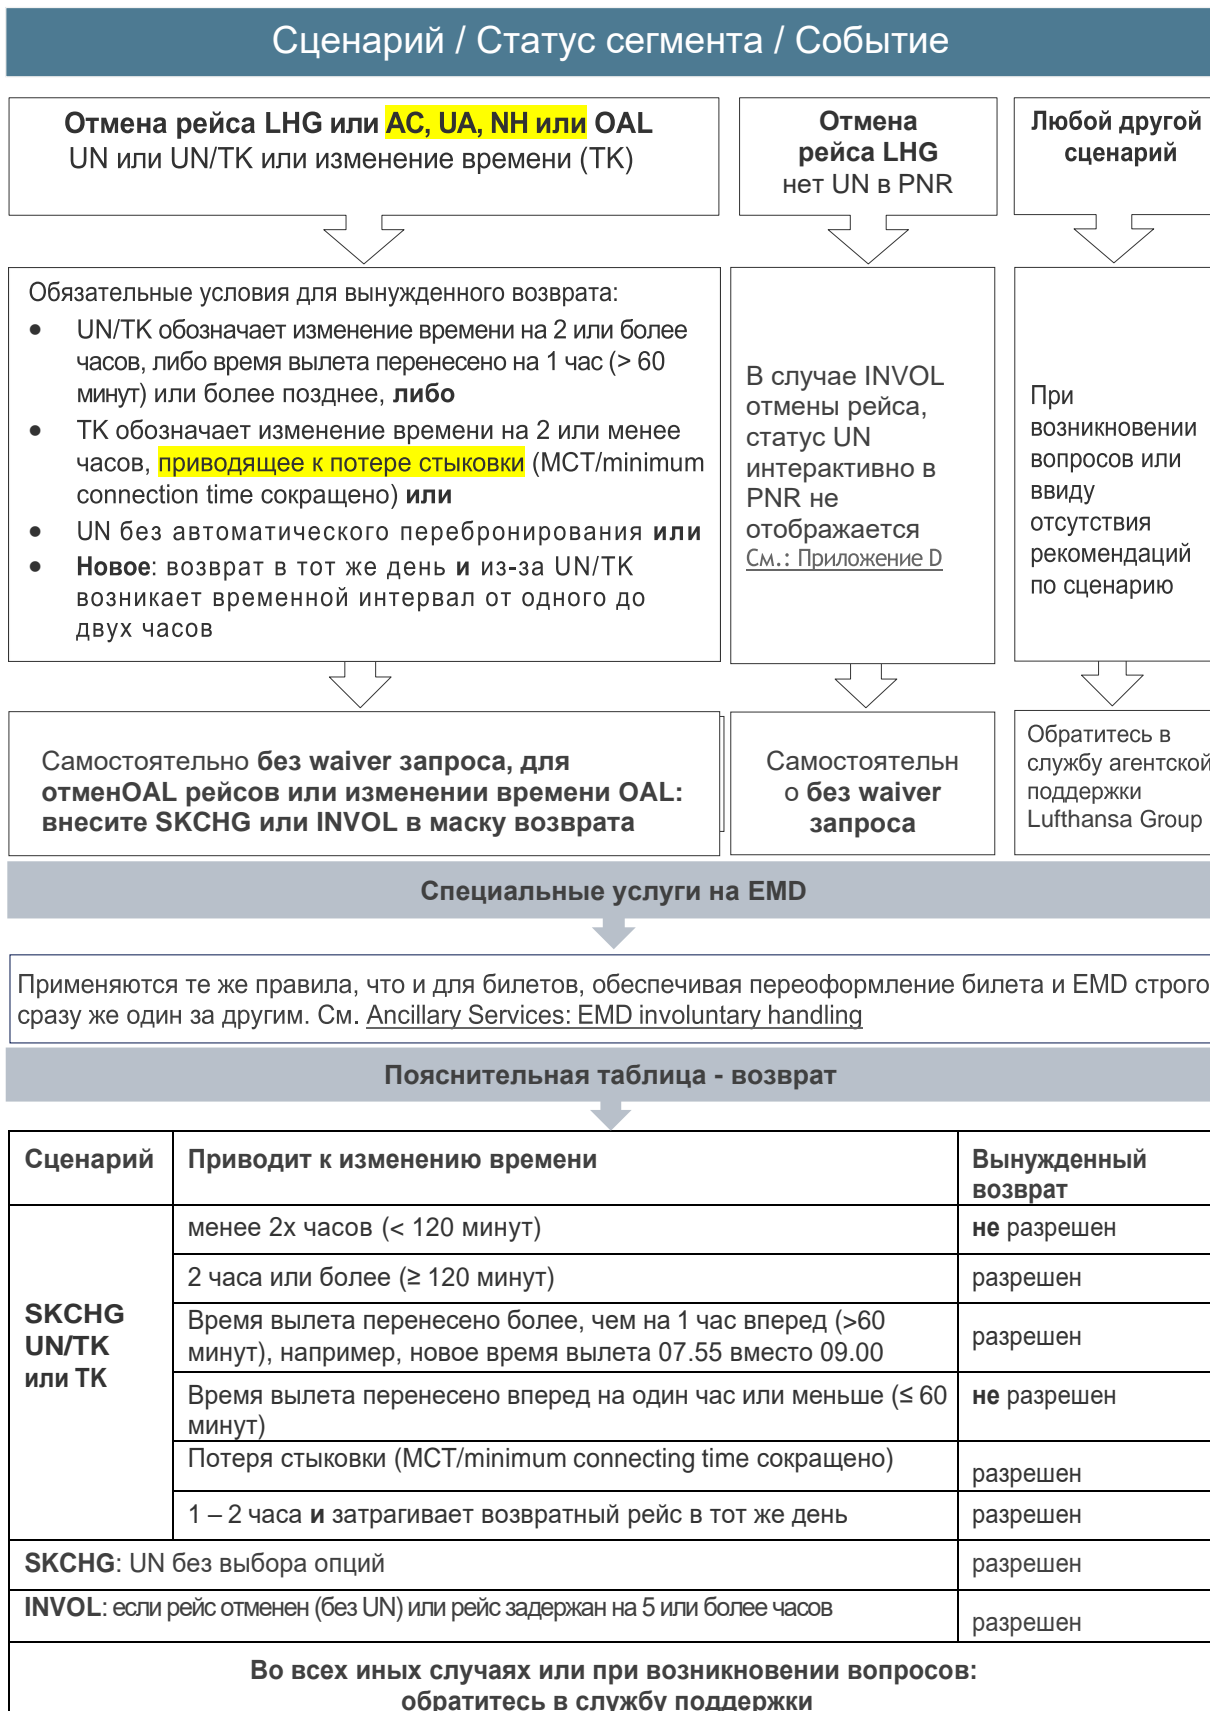 Сценарий / Статус сегмента / Событие
Отмена рейса LHG или AC, UA, NH или OAL
UN или UN/TK или изменение времени (TK)
Отмена
рейса LHG
нет UN в PNR
Любой другой
сценарий
Обязательные условия для вынужденного возврата:
● UN/TK обозначает изменение времени на 2 или более
часов, либо время вылета перенесено на 1 час (> 60
минут) или более позднее, либо
● TK обозначает изменение времени на 2 или менее
часов, приводящее к потере стыковки (MCT/minimum
connection time сокращено) или
● UN без автоматического перебронирования или
● Новое: возврат в тот же день и из-за UN/TK
возникает временной интервал от одного до
двух часов
В случае INVOL
отмены рейса,
статус UN
интерактивно в
PNR не
отображается
См.: Приложение D
При
возникновении
вопросов или
ввиду
отсутствия
рекомендаций
по сценарию
Самостоятельно без waiver запроса, для
отменOAL рейсов или изменении времени OAL:
внесите SKCHG или INVOL в маску возврата
Самостоятельн
о без waiver
запроса
Обратитесь в
службу агентской
поддержки
Lufthansa Group
Специальные услуги на EMD
Применяются те же правила, что и для билетов, обеспечивая переоформление билета и EMD строго
сразу же один за другим. См. Ancillary Services: EMD involuntary handling
Пояснительная таблица - возврат
Сценарий
Приводит к изменению времени
Вынужденный
возврат
SKCHG
UN/TK
или TK
менее 2х часов (< 120 минут)
не разрешен
2 часа или более (≥ 120 минут)
разрешен
Время вылета перенесено более, чем на 1 час вперед (>60
минут), например, новое время вылета 07.55 вместо 09.00
разрешен
Время вылета перенесено вперед на один час или меньше (≤ 60
минут)
не разрешен
Потеря стыковки (MCT/minimum connecting time сокращено)
разрешен
1 – 2 часа и затрагивает возвратный рейс в тот же день
разрешен
SKCHG: UN без выбора опций
разрешен
INVOL: если рейс отменен (без UN) или рейс задержан на 5 или более часов
разрешен
Во всех иных случаях или при возникновении вопросов:
обратитесь в службу поддержки